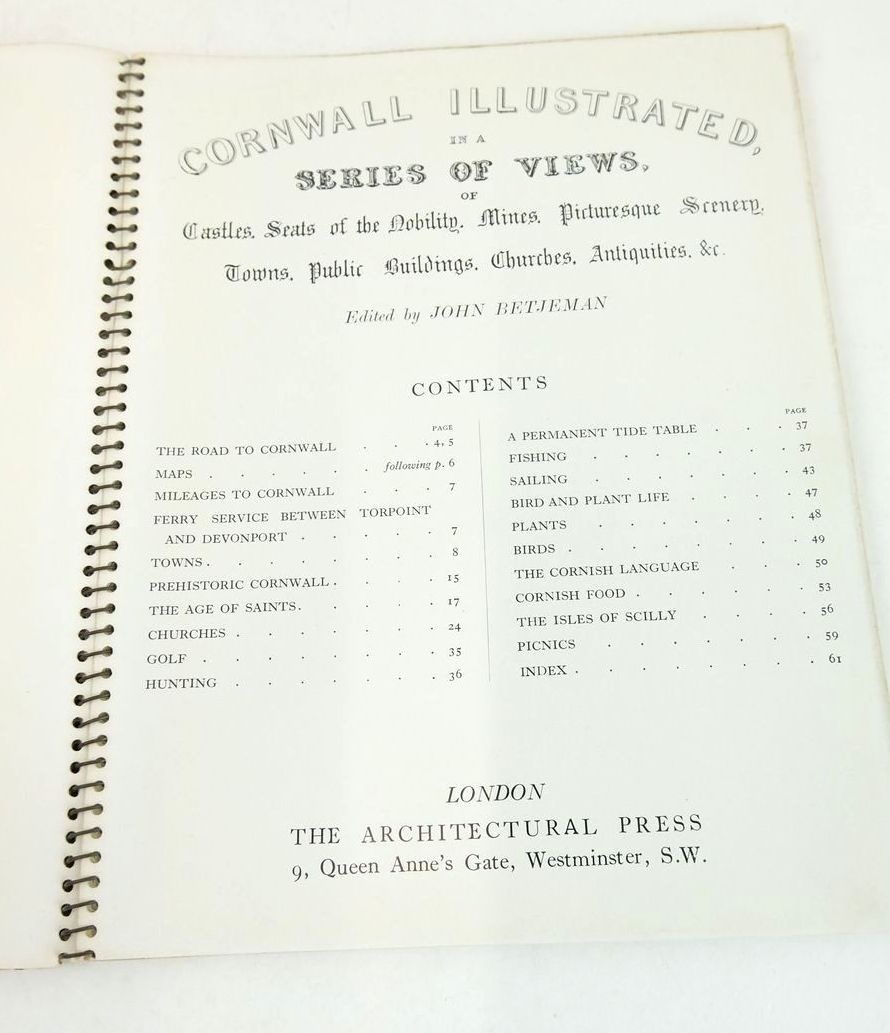 CORNWALL ILLUSTRATED,
IN A
SERIES OF VIEWS,
OF
Castles, Seats of the Nobility, Mines, Picturesque Scenery,
Towns, Public Buildings, Churches, Antiquities, &c.
Edited by JOHN BETJEMAN
CONTENTS
PAGE
THE ROAD TO CORNWALL . . . 4, 5
MAPS . . . . . following p. 6
MILEAGES TO CORNWALL . . . 7
FERRY SERVICE BETWEEN TORPOINT
AND DEVONPORT . . . . . 7
TOWNS . . . . . . . . 8
PREHISTORIC CORNWALL . . . . . 15
THE AGE OF SAINTS . . . . . . 17
CHURCHES . . . . . . . 24
GOLF . . . . . . . . 35
HUNTING . . . . . . . 36
PAGE
A PERMANENT TIDE TABLE . . . 37
FISHING . . . . . . 37
SAILING . . . . . . 43
BIRD AND PLANT LIFE . . . . 47
PLANTS . . . . . . 48
BIRDS . . . . . . . 49
THE CORNISH LANGUAGE . . . 50
CORNISH FOOD . . . . . . 53
THE ISLES OF SCILLY . . . . 56
PICNICS . . . . . . 59
INDEX . . . . . . . 61
LONDON
THE ARCHITECTURAL PRESS
9, Queen Anne's Gate, Westminster, S.W.